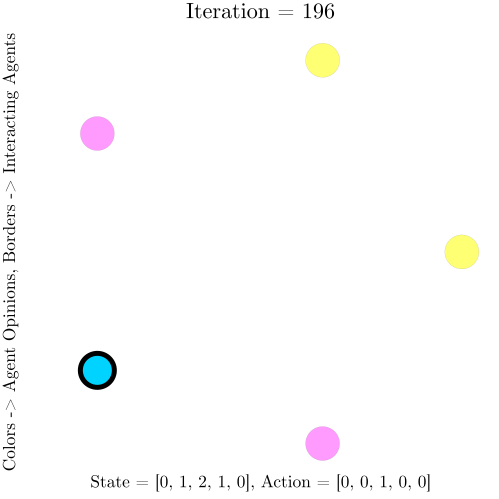 Iteration = 196
Colors -> Agent Opinions, Borders -> Interacting Agents
State = [0, 1, 2, 1, 0], Action = [0, 0, 1, 0, 0]